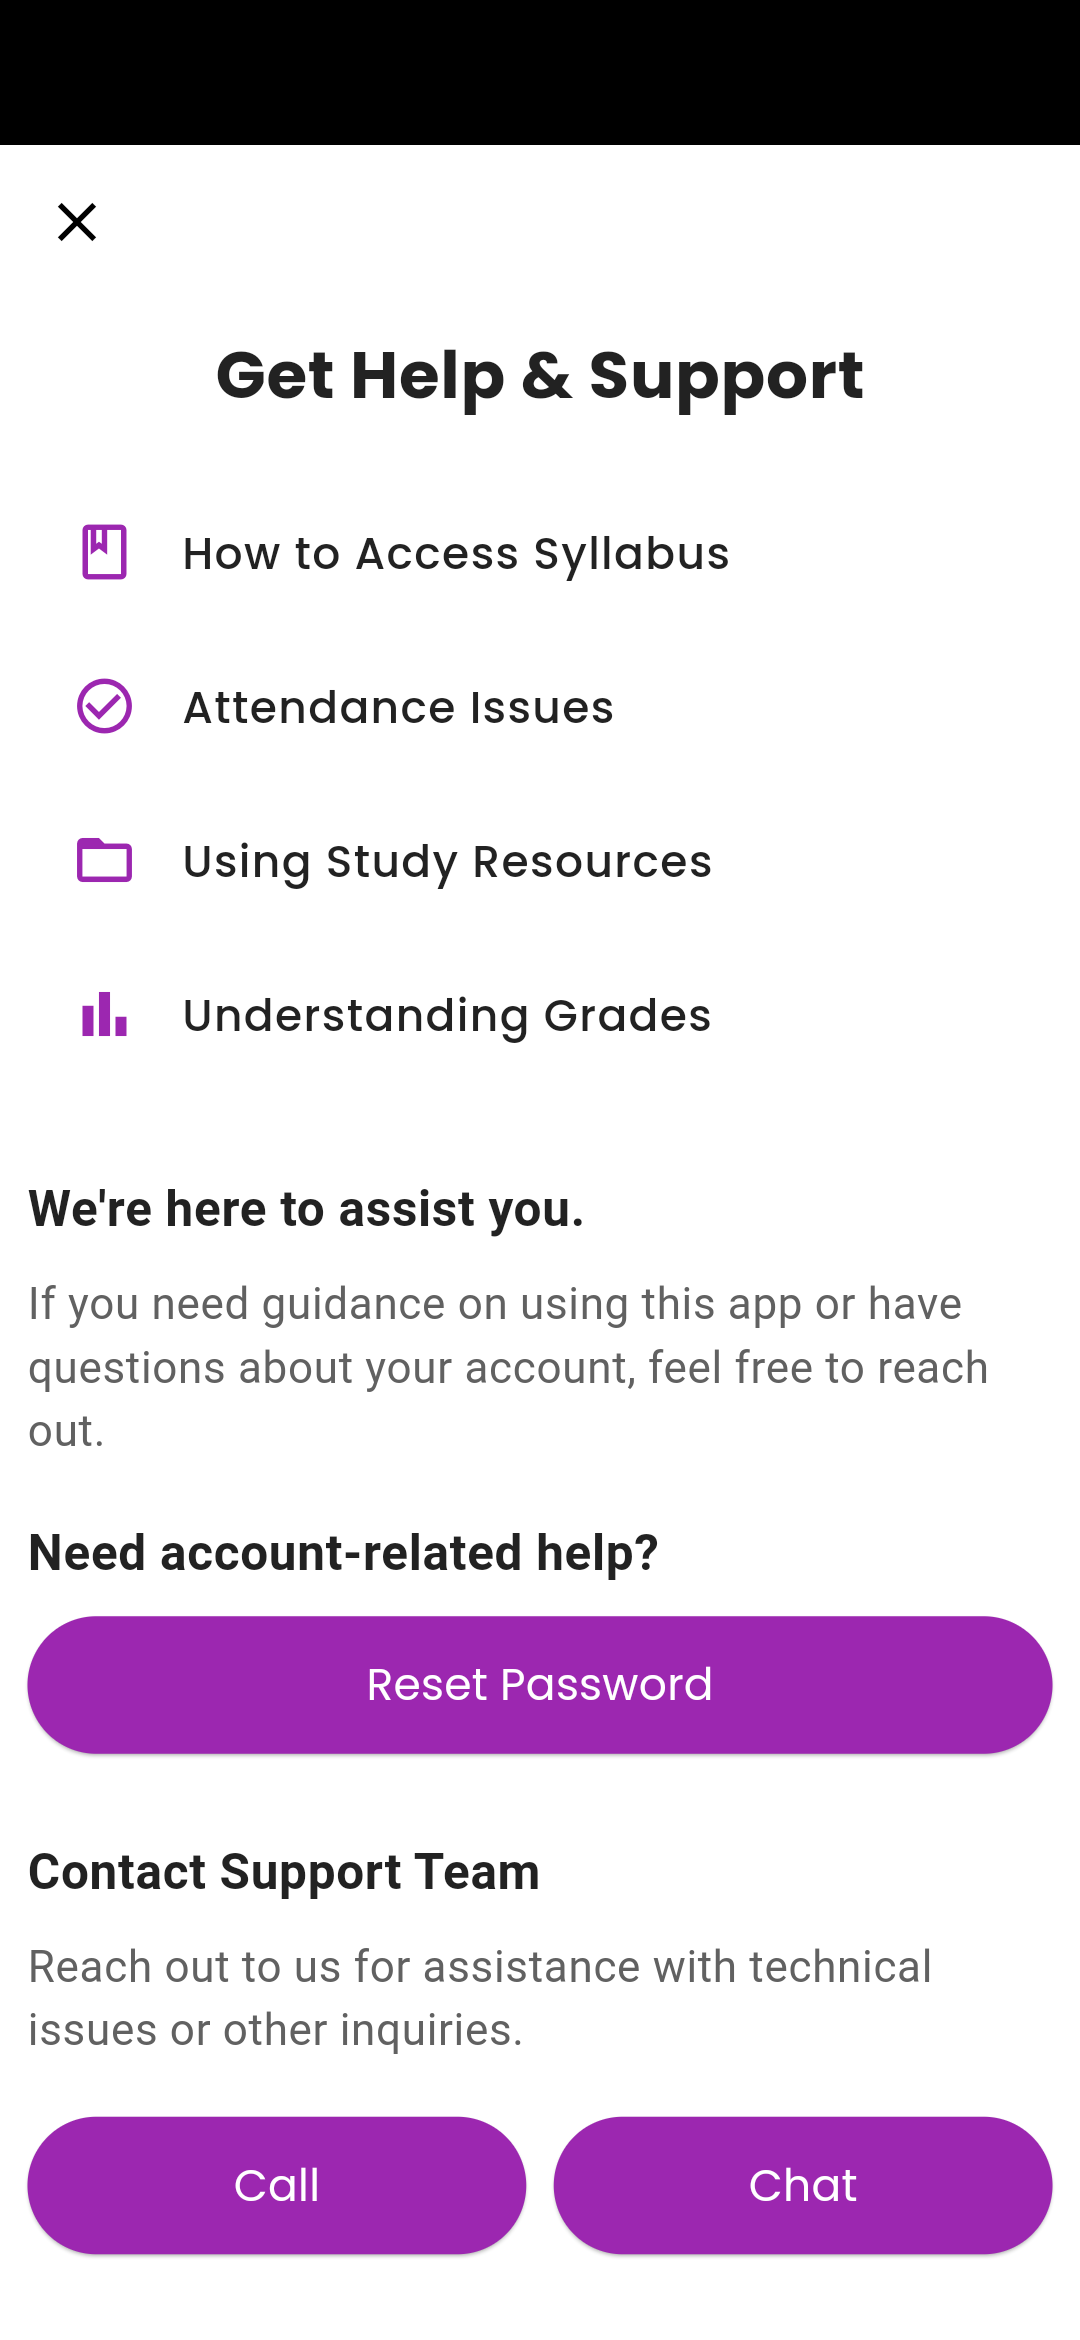 Get Help & Support
How to Access Syllabus
Attendance Issues
Using Study Resources
Understanding Grades
We're here to assist you.
If you need guidance on using this app or have
questions about your account, feel free to reach
out.
Need account-related help?
Reset Password
Contact Support Team
Reach out to us for assistance with technical
issues or other inquiries.
Call
Chat